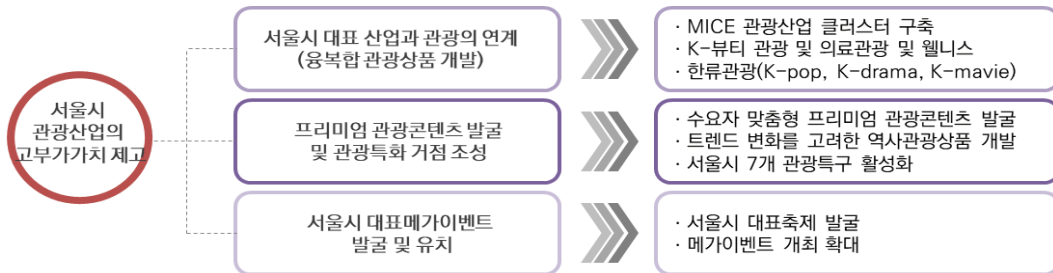 서울시
관광산업의
고부가가치 제고
서울시 대표 산업과 관광의 연계
(융복합 관광상품 개발)
· MICE 관광산업 클러스터 구축
· K-뷰티 관광 및 의료관광 및 웰니스
· 한류관광(K-pop, K-drama, K-mavie)
프리미엄 관광콘텐츠 발굴
및 관광특화 거점 조성
· 수요자 맞춤형 프리미엄 관광콘텐츠 발굴
· 트렌드 변화를 고려한 역사관광상품 개발
· 서울시 7개 관광특구 활성화
서울시 대표메가이벤트
발굴 및 유치
· 서울시 대표축제 발굴
· 메가이벤트 개최 확대